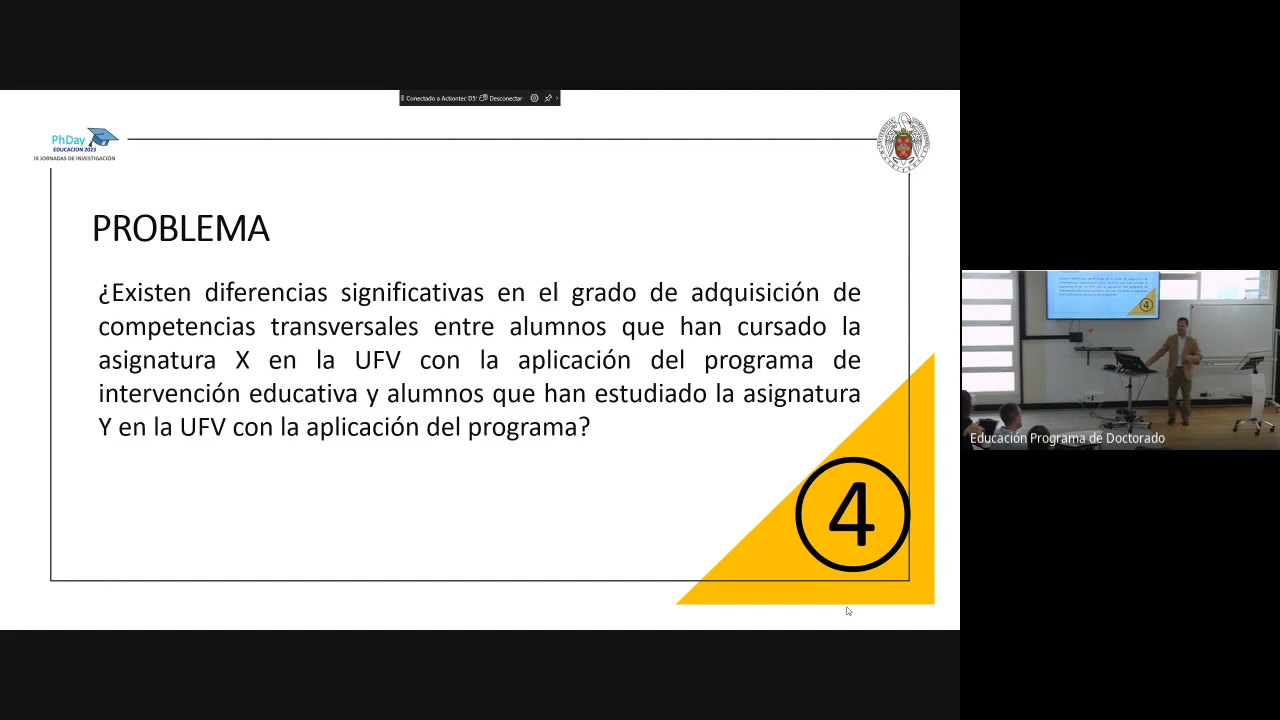 Conectado a Actiontec D5' Desconectar
PhDay
EDUCACION 2023
IX JORNADAS DE INVESTIGACIÓN
PROBLEMA
¿Existen diferencias significativas en el grado de adquisición de
competencias transversales entre alumnos que han cursado la
asignatura X en la UFV con la aplicación del programa de
intervención educativa y alumnos que han estudiado la asignatura
Y en la UFV con la aplicación del programa?
4
4
Educación Programa de Doctorado